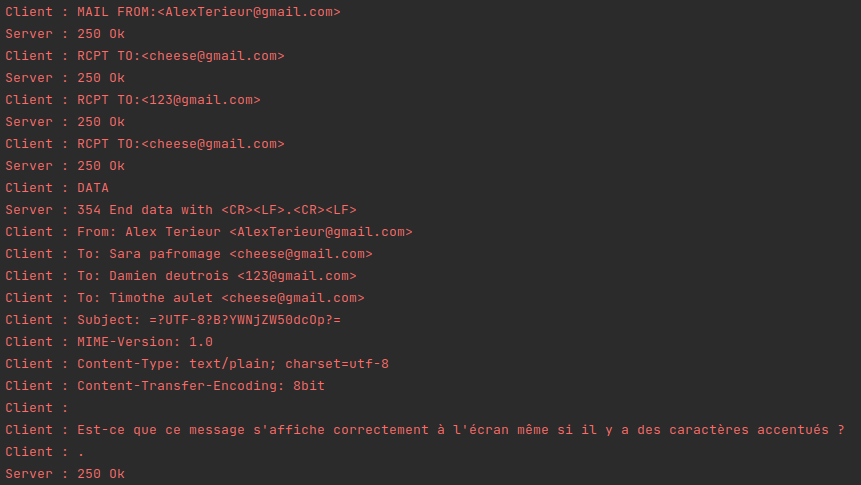 Client : MAIL FROM:<AlexTerieur@gmail.com>
Server : 250 Ok
Client : RCPT TO:<cheese@gmail.com>
Server : 250 Ok
Client : RCPT TO:<123@gmail.com>
Server : 250 Ok
Client : RCPT TO:<cheese@gmail.com>
Server : 250 Ok
Client : DATA
Server : 354 End data with <CR><LF>.<CR><LF>
Client : From: Alex Terieur <AlexTerieur@gmail.com>
Client : To: Sara pafromage <cheese@gmail.com>
Client : To: Damien deutrois <123@gmail.com>
Client : To: Timothe aulet <cheese@gmail.com>
Client : Subject: =?UTF-8?B?YWNjZW50dcOp?=
Client : MIME-Version: 1.0
Client : Content-Type: text/plain; charset=utf-8
Client : Content-Transfer-Encoding: 8bit
Client :
Client : Est-ce que ce message s'affiche correctement à l'écran même si il y a des caractères accentués ?
Client : .
Server : 250 Ok